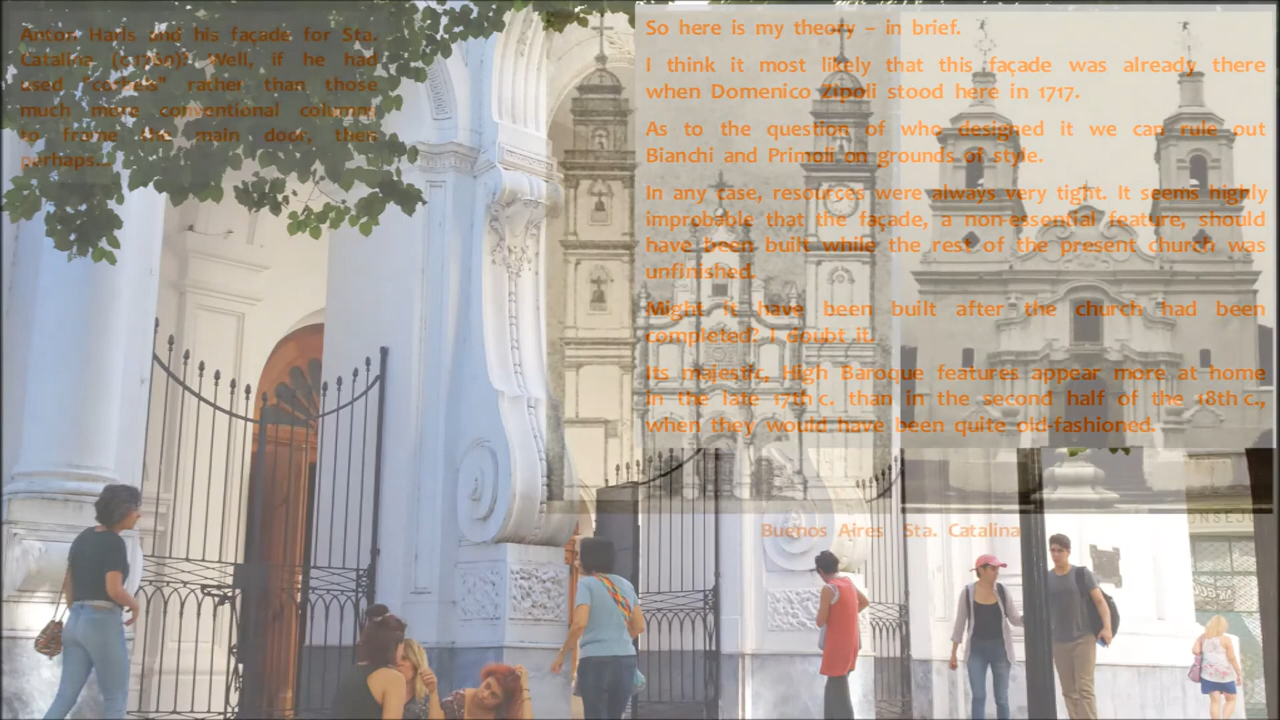 Anton Harls and his façade for Sta.
Catalina (c1769)? Well, if he had
used "corbels" rather than those
much more conventional columns
to frame the main door, then
perhaps...
So here is my theory – in brief.
I think it most likely that this façade was already there
when Domenico Zipoli stood here in 1717.
As to the question of who designed it we can rule out
Bianchi and Primoli on grounds of style.
In any case, resources were always very tight. It seems highly
improbable that the façade, a non-essential feature, should
have been built while the rest of the present church was
unfinished.
Might it have been built after the church had been
completed? I doubt it.
Its majestic, High Baroque features appear more at home
in the late 17th c. than in the second half of the 18th c.,
when they would have been quite old-fashioned.
Buenos Aires Sta. Catalina
ONSEJO